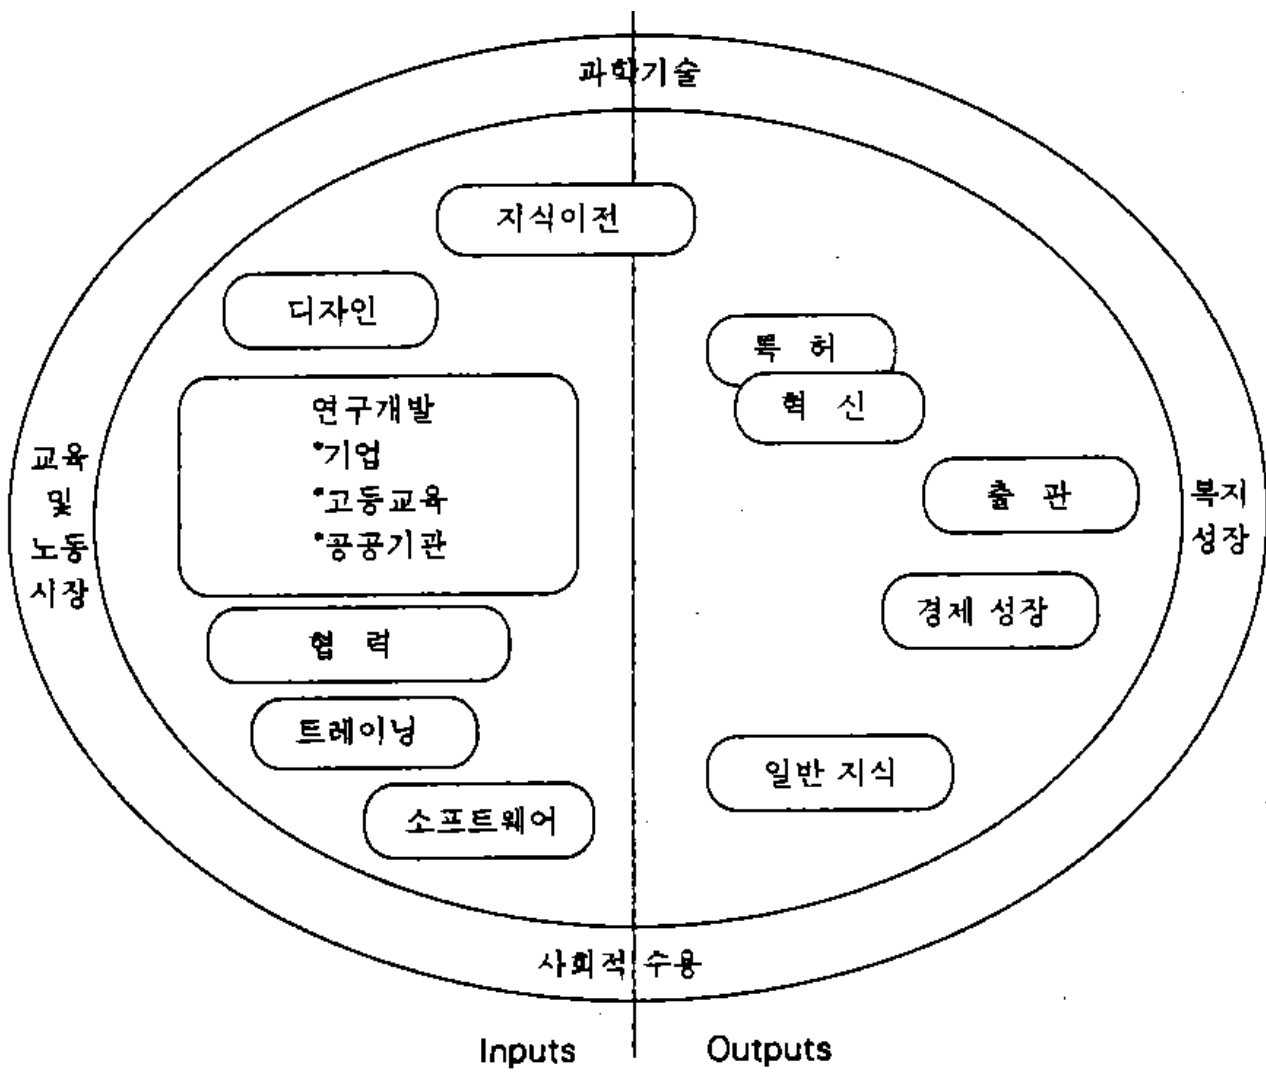 과학기술
지식이전
디자인
특 허
혁 신
연구개발
*기업
*고등교육
*공공기관
교육
및
노동
시장
출 판
복지
성장
경제 성장
협 력
트레이닝
일반 지식
소프트웨어
사회적 수용
Inputs
Outputs